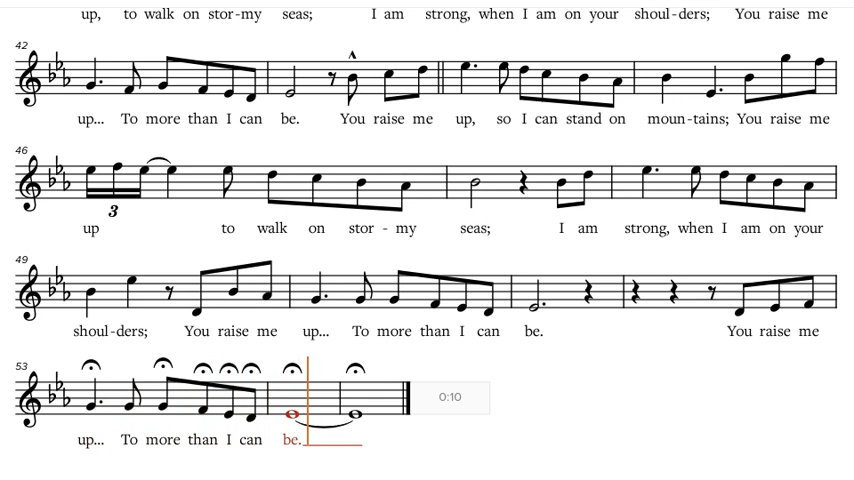 up, to walk on stor-my seas; I am strong, when I am on your shoul-ders; You raise me
42
up... To more than I can be. You raise me up, so I can stand on moun-tains; You raise me
46
3
up to walk on stor - my seas; I am strong, when I am on your
49
shoul-ders; You raise me up... To more than I can be. You raise me
53
0:10
up... To more than I can be.